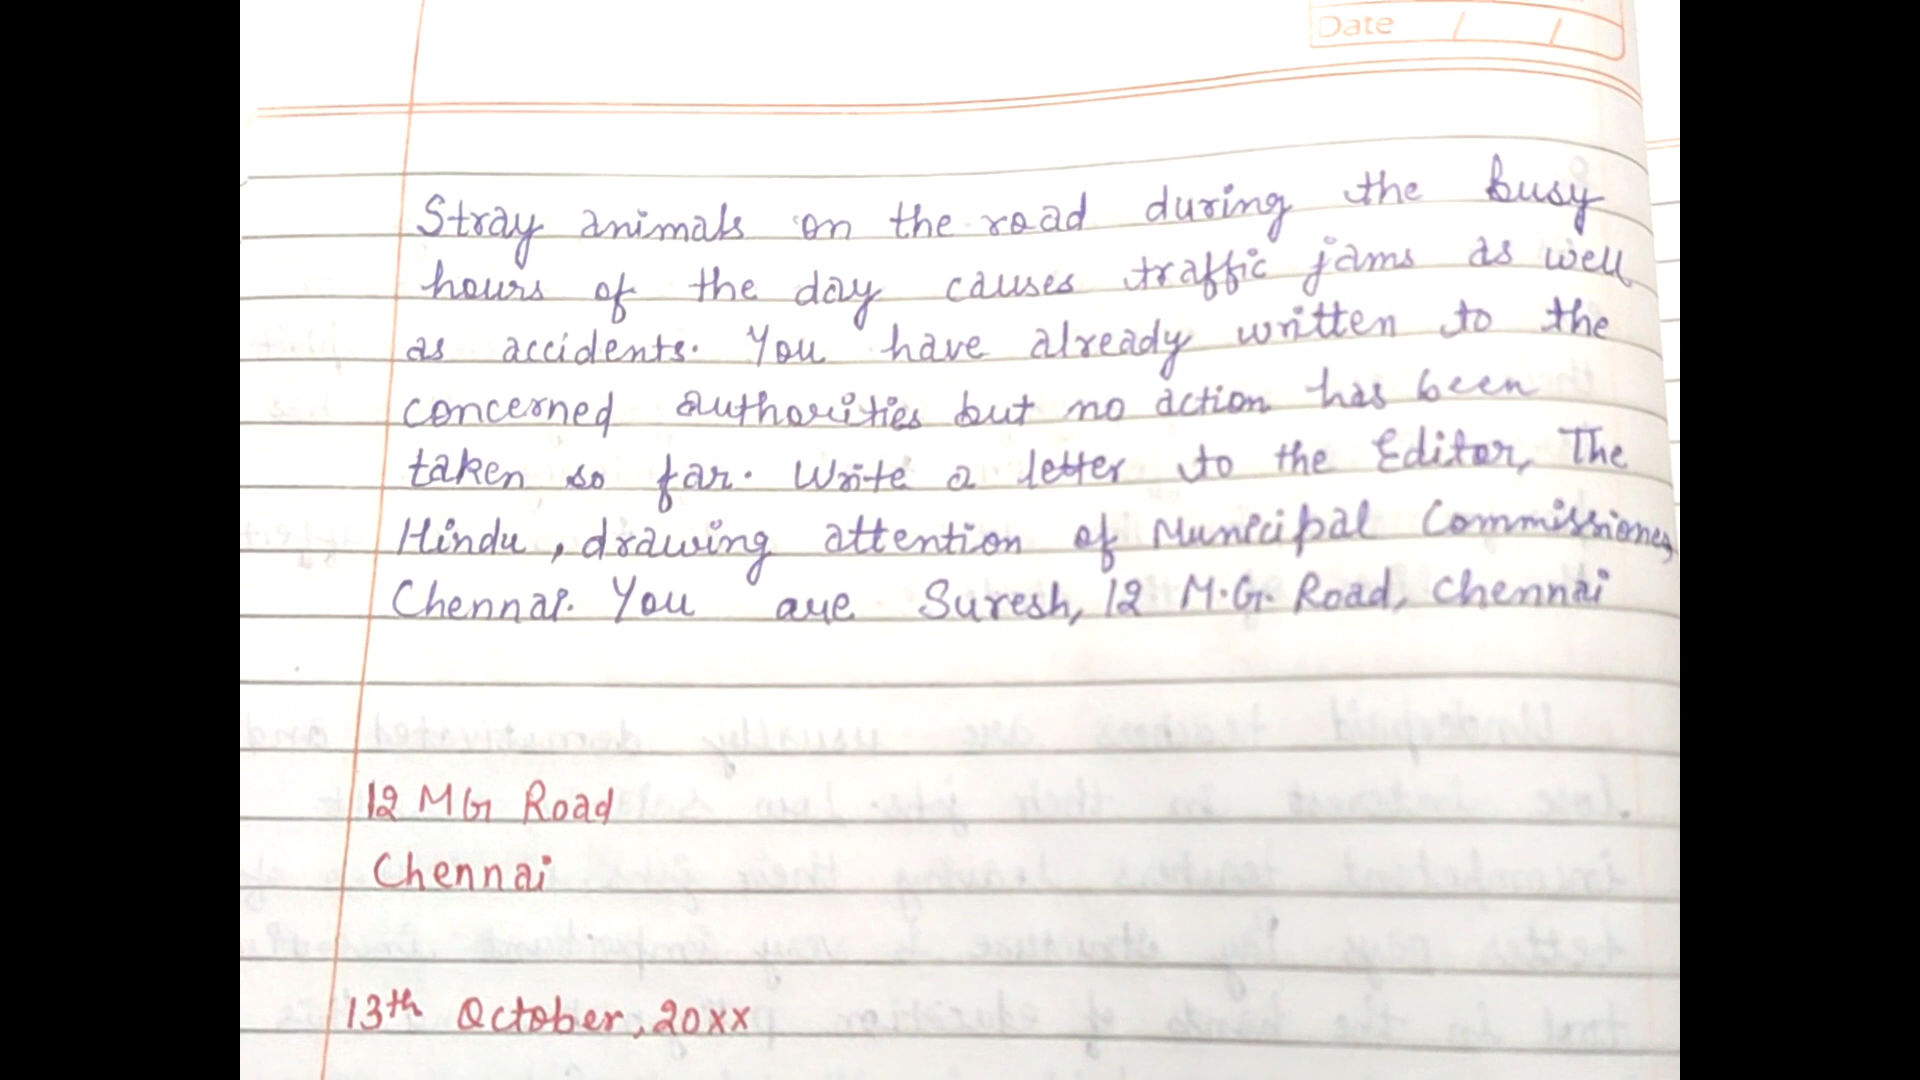 Date / /
Stray animals on the road during the busy
hours of the day causes traffic jams as well
as accidents. You have already written to the
concerned authorities but no action has been
taken so far. Write a letter to the Editor, The
Hindu, drawing attention of Municipal Commissioner,
Chennai. You are Suresh, 12 M.G. Road, Chennai
12 MG Road
Chennai
13th October, 20xx